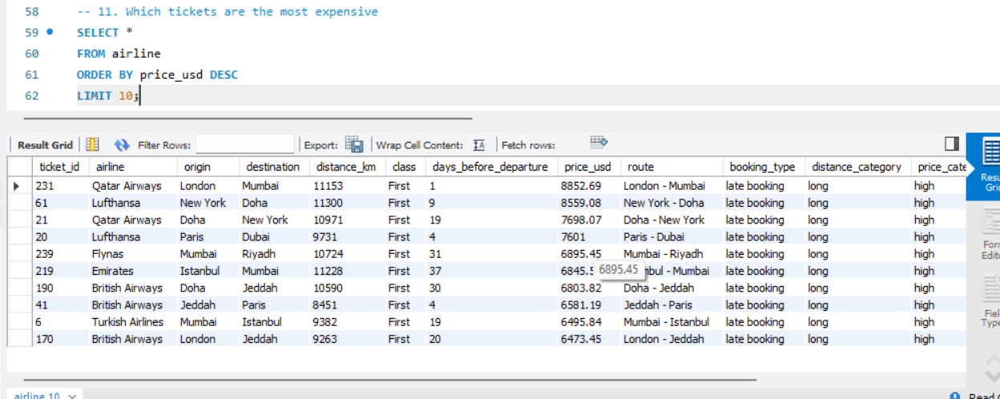 58 -- 11. Which tickets are the most expensive
59 SELECT *
60 FROM airline
61 ORDER BY price_usd DESC
62 LIMIT 10;
Result Grid Filter Rows: Export: Wrap Cell Content: Fetch rows:
ticket_id airline origin destination distance_km class days_before_departure price_usd route booking_type distance_category price_cate
231 Qatar Airways London Mumbai 11153 First 1 8852.69 London - Mumbai late booking long high
61 Lufthansa New York Doha 11300 First 9 8559.08 New York - Doha late booking long high
21 Qatar Airways Doha New York 10971 First 19 7698.07 Doha - New York late booking long high
20 Lufthansa Paris Dubai 9731 First 4 7601 Paris - Dubai late booking long high
239 Flynas Mumbai Riyadh 10724 First 31 6895.45 Mumbai - Riyadh late booking long high
219 Emirates Istanbul Mumbai 11228 First 37 6845.5 6895.45 nbul - Mumbai late booking long high
190 British Airways Doha Jeddah 10590 First 30 6803.82 Doha - Jeddah late booking long high
41 British Airways Jeddah Paris 8451 First 4 6581.19 Jeddah - Paris late booking long high
6 Turkish Airlines Mumbai Istanbul 9382 First 19 6495.84 Mumbai - Istanbul late booking long high
170 British Airways London Jeddah 9263 First 20 6473.45 London - Jeddah late booking long high
Resu
Grid
Form
Edite
Fiel
Type
airline 10
Read